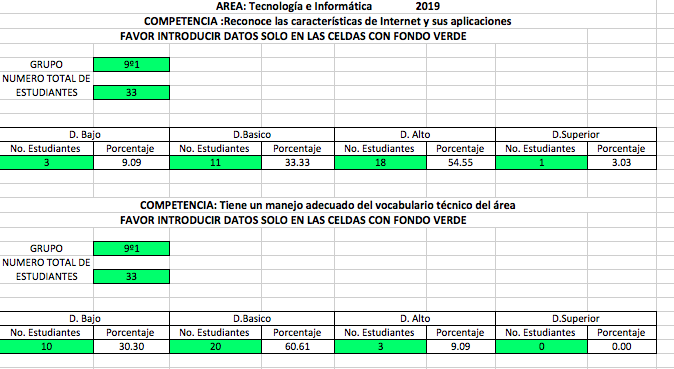 AREA: Tecnología e Informática 2019
COMPETENCIA :Reconoce las características de Internet y sus aplicaciones
FAVOR INTRODUCIR DATOS SOLO EN LAS CELDAS CON FONDO VERDE
GRUPO 9º1
NUMERO TOTAL DE
ESTUDIANTES 33
D. Bajo D.Basico D. Alto D.Superior
No. Estudiantes Porcentaje No. Estudiantes Porcentaje No. Estudiantes Porcentaje No. Estudiantes Porcentaje
3 9.09 11 33.33 18 54.55 1 3.03
COMPETENCIA: Tiene un manejo adecuado del vocabulario técnico del área
FAVOR INTRODUCIR DATOS SOLO EN LAS CELDAS CON FONDO VERDE
GRUPO 9º1
NUMERO TOTAL DE
ESTUDIANTES 33
D. Bajo D.Basico D. Alto D.Superior
No. Estudiantes Porcentaje No. Estudiantes Porcentaje No. Estudiantes Porcentaje No. Estudiantes Porcentaje
10 30.30 20 60.61 3 9.09 0 0.00